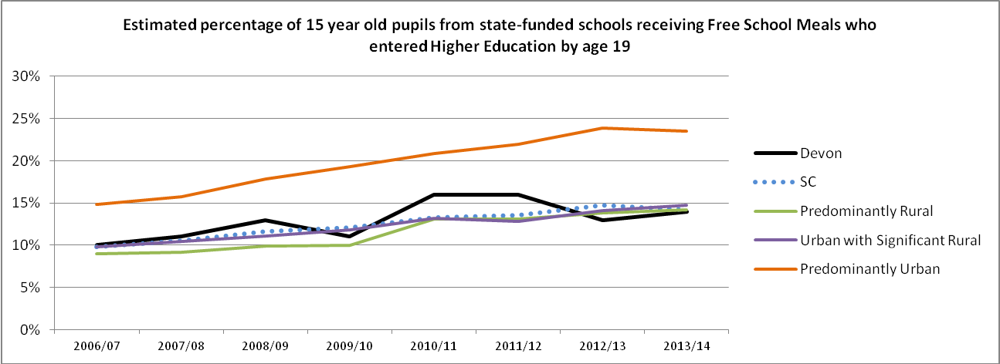 Estimated percentage of 15 year old pupils from state-funded schools receiving Free School Meals who
entered Higher Education by age 19
30%
25%
20%
15%
10%
5%
0%
2006/07 2007/08 2008/09 2009/10 2010/11 2011/12 2012/13 2013/14
Devon
SC
Predominantly Rural
Urban with Significant Rural
Predominantly Urban